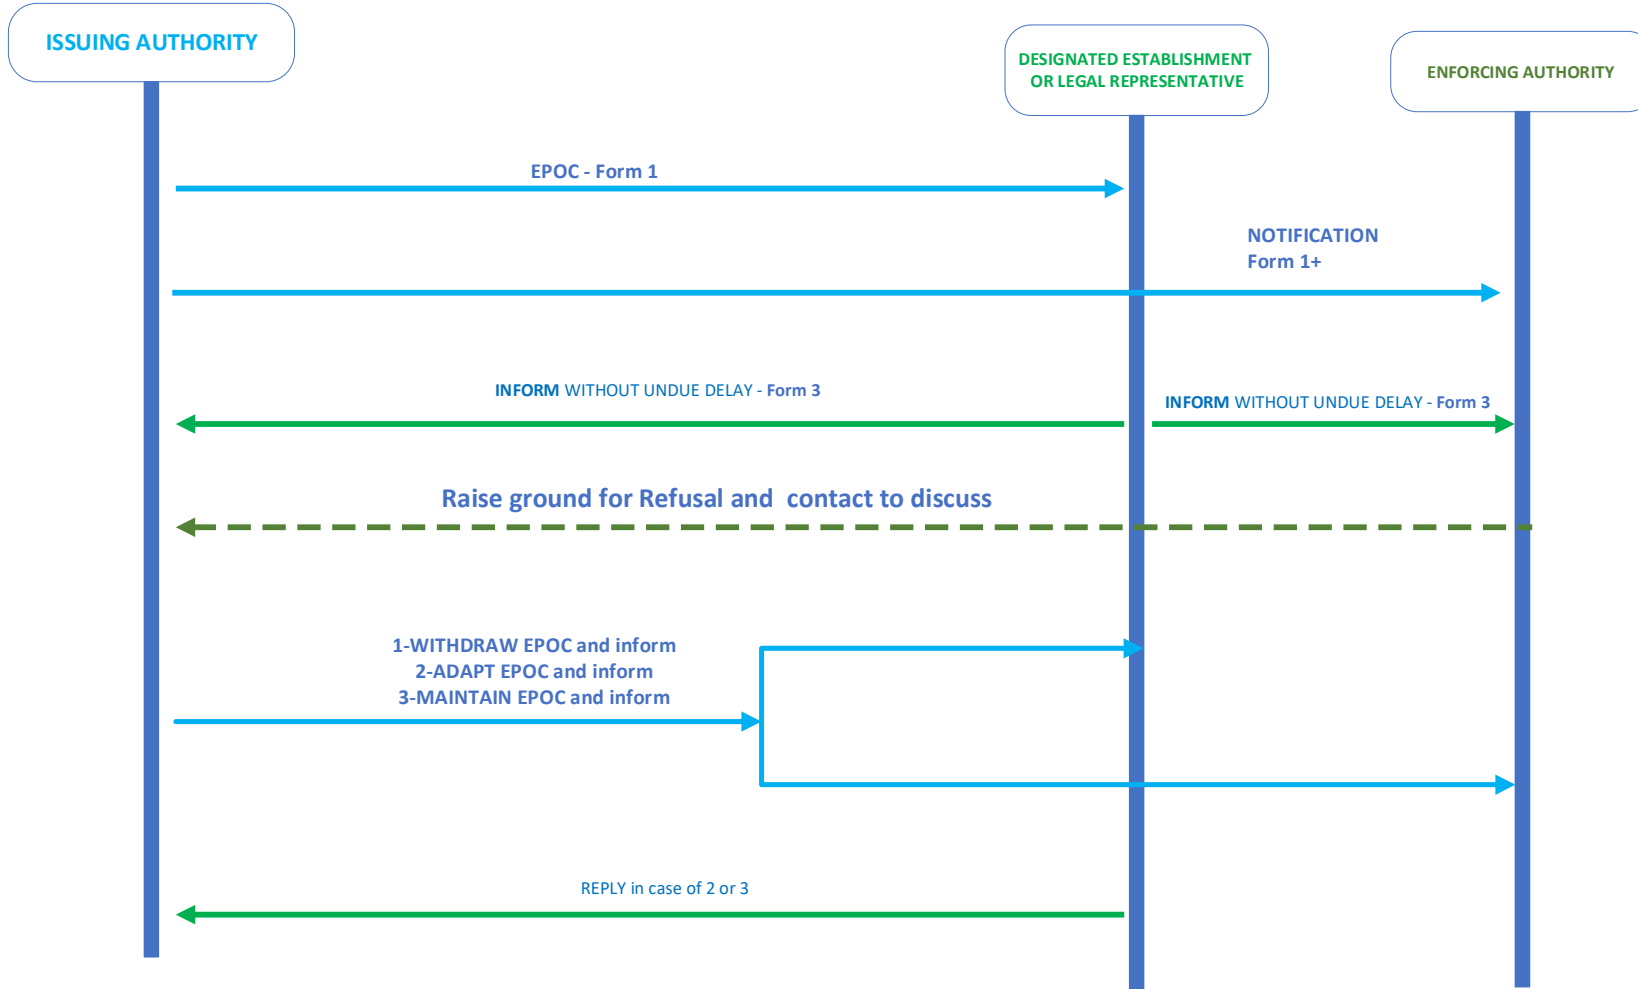 ISSUING AUTHORITY
DESIGNATED ESTABLISHMENT
OR LEGAL REPRESENTATIVE
ENFORCING AUTHORITY
EPOC - Form 1
NOTIFICATION
Form 1+
INFORM WITHOUT UNDUE DELAY - Form 3
INFORM WITHOUT UNDUE DELAY - Form 3
Raise ground for Refusal and contact to discuss
1-WITHDRAW EPOC and inform
2-ADAPT EPOC and inform
3-MAINTAIN EPOC and inform
REPLY in case of 2 or 3